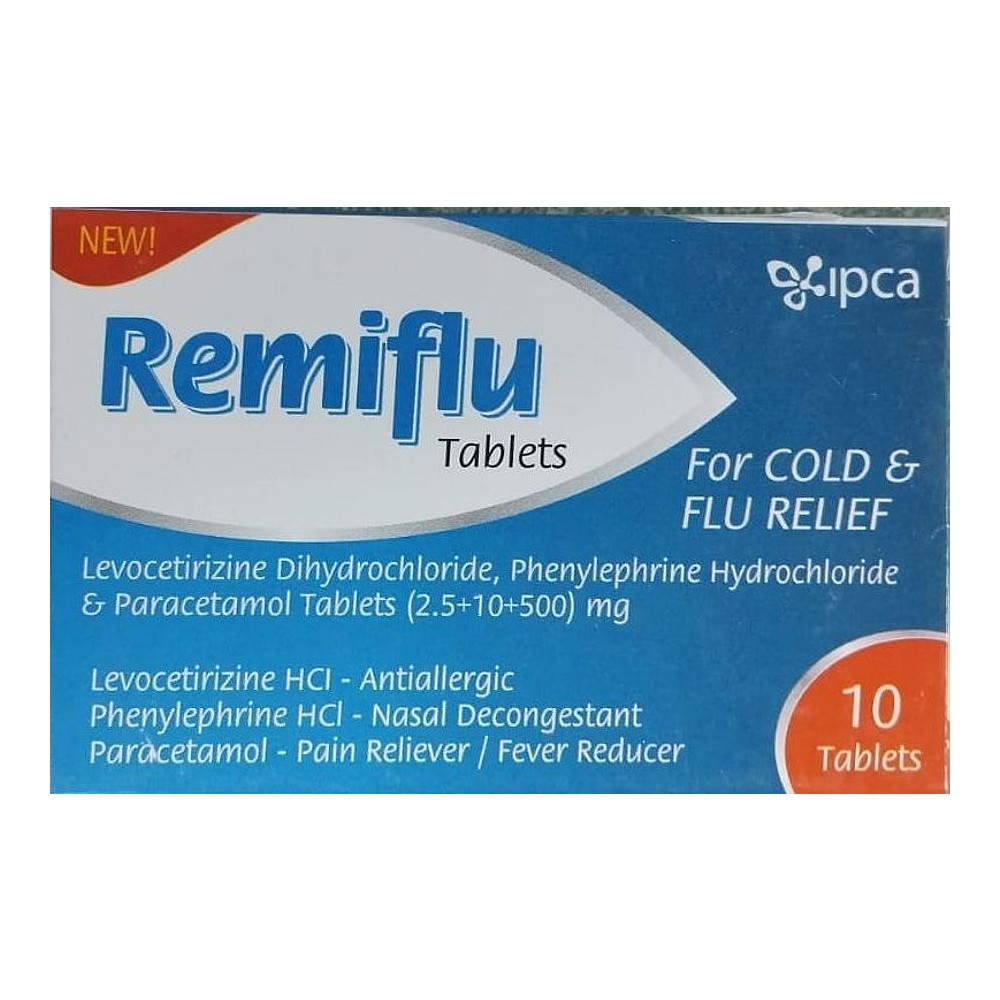 NEW!
ipca
Remiflu
Tablets
For COLD &
FLU RELIEF
Levocetirizine Dihydrochloride, Phenylephrine Hydrochloride
& Paracetamol Tablets (2.5+10+500) mg
Levocetirizine HCl - Antiallergic
Phenylephrine HCl - Nasal Decongestant
Paracetamol - Pain Reliever / Fever Reducer
10
Tablets